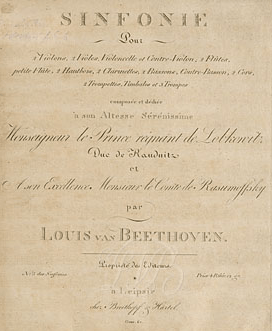 SINFONIE
Pour
2 Violons, 2 Violes, Violoncelle et Contre-Violon, 2 Flûtes,
petite Flûte, 2 Hautbois, 2 Clarinettes, 2 Bassons, Contre-Basson, 2 Cors,
2 Trompettes, Timbales et 3 Trompes
composée et dédiée
à son Altesse Sérénissime
Monseigneur le Prince régnant de Lobkowitz
Duc de Raudnitz
et
A son Excellence Monsieur le Comte de Rasumoffsky
par
LOUIS VAN BEETHOVEN.
Propriété des Editeurs.
à Leipsic
chez Breitkopf & Härtel